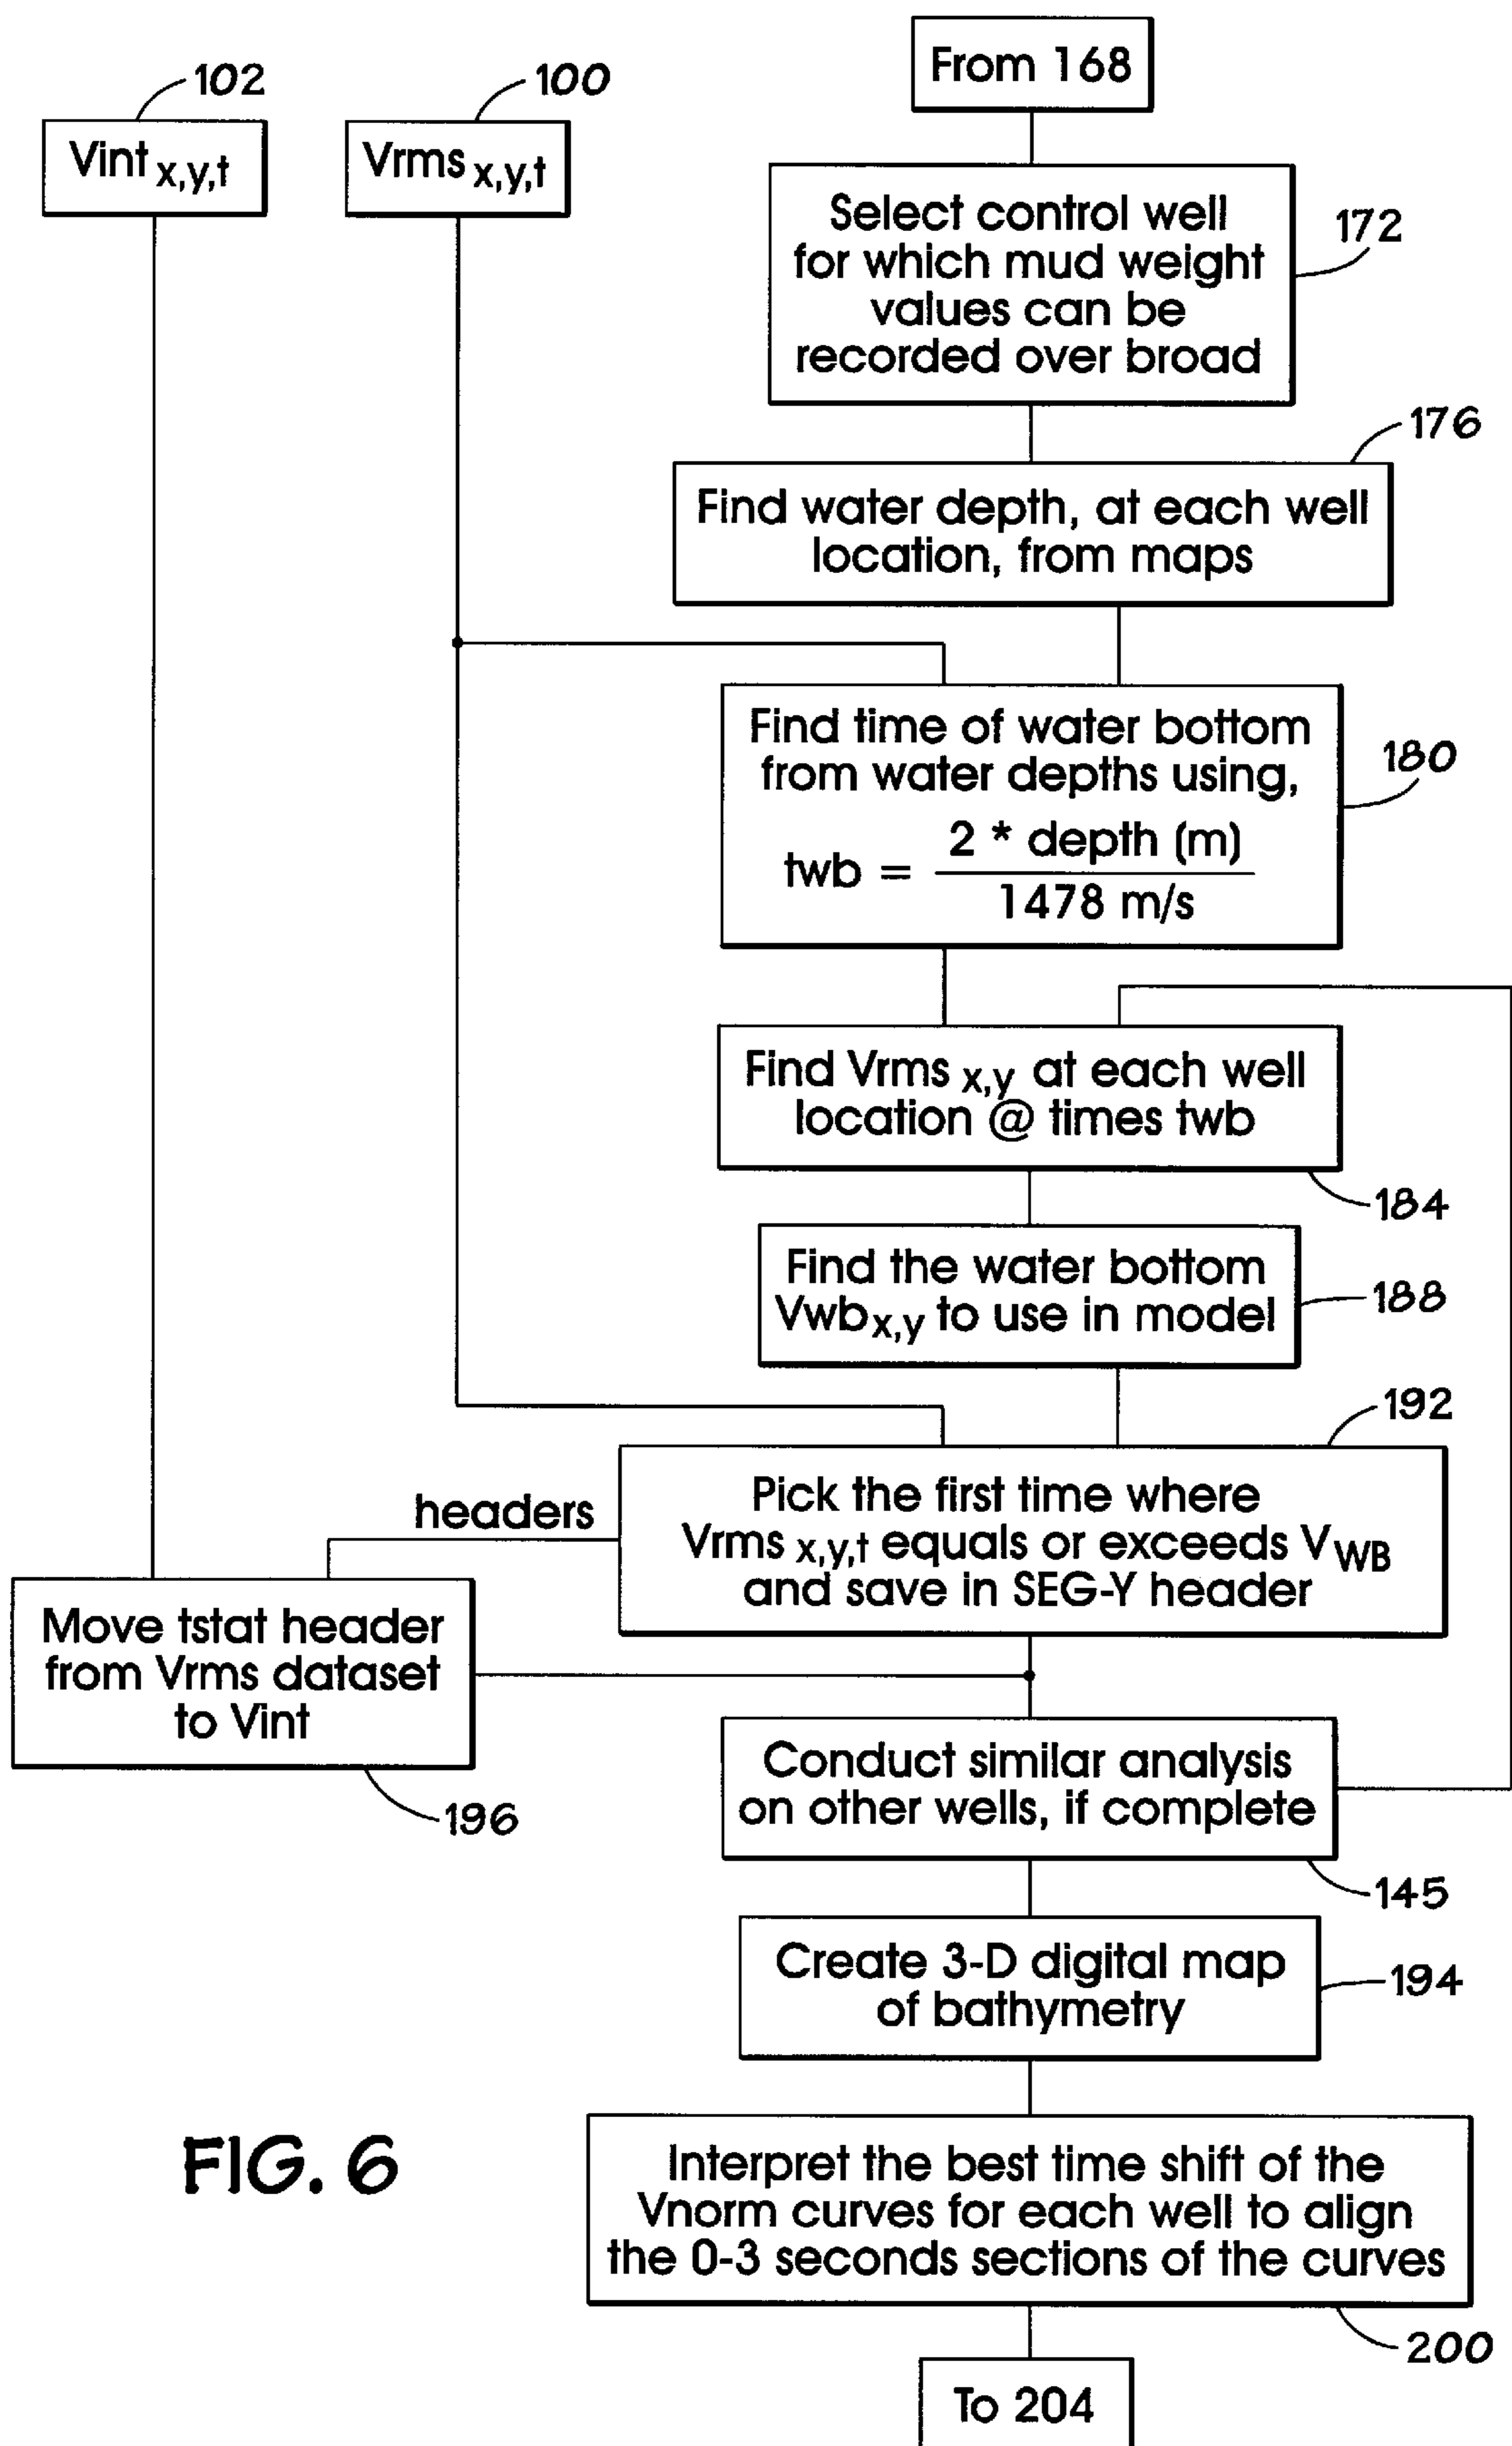 From 168
102
100
Vint x,y,t
Vrms x,y,t
Select control well
for which mud weight
values can be
recorded over broad
172
176
Find water depth, at each well
location, from maps
Find time of water bottom
from water depths using,
twb = 2 * depth (m)
1478 m/s
180
Find Vrms x,y at each well
location @ times twb
184
Find the water bottom
Vwb x,y to use in model
188
192
Pick the first time where
Vrms x,y,t equals or exceeds VWB
and save in SEG-Y header
headers
Move tstat header
from Vrms dataset
to Vint
196
Conduct similar analysis
on other wells, if complete
145
Create 3-D digital map
of bathymetry
194
Interpret the best time shift of the
Vnorm curves for each well to align
the 0-3 seconds sections of the curves
200
To 204
FIG. 6